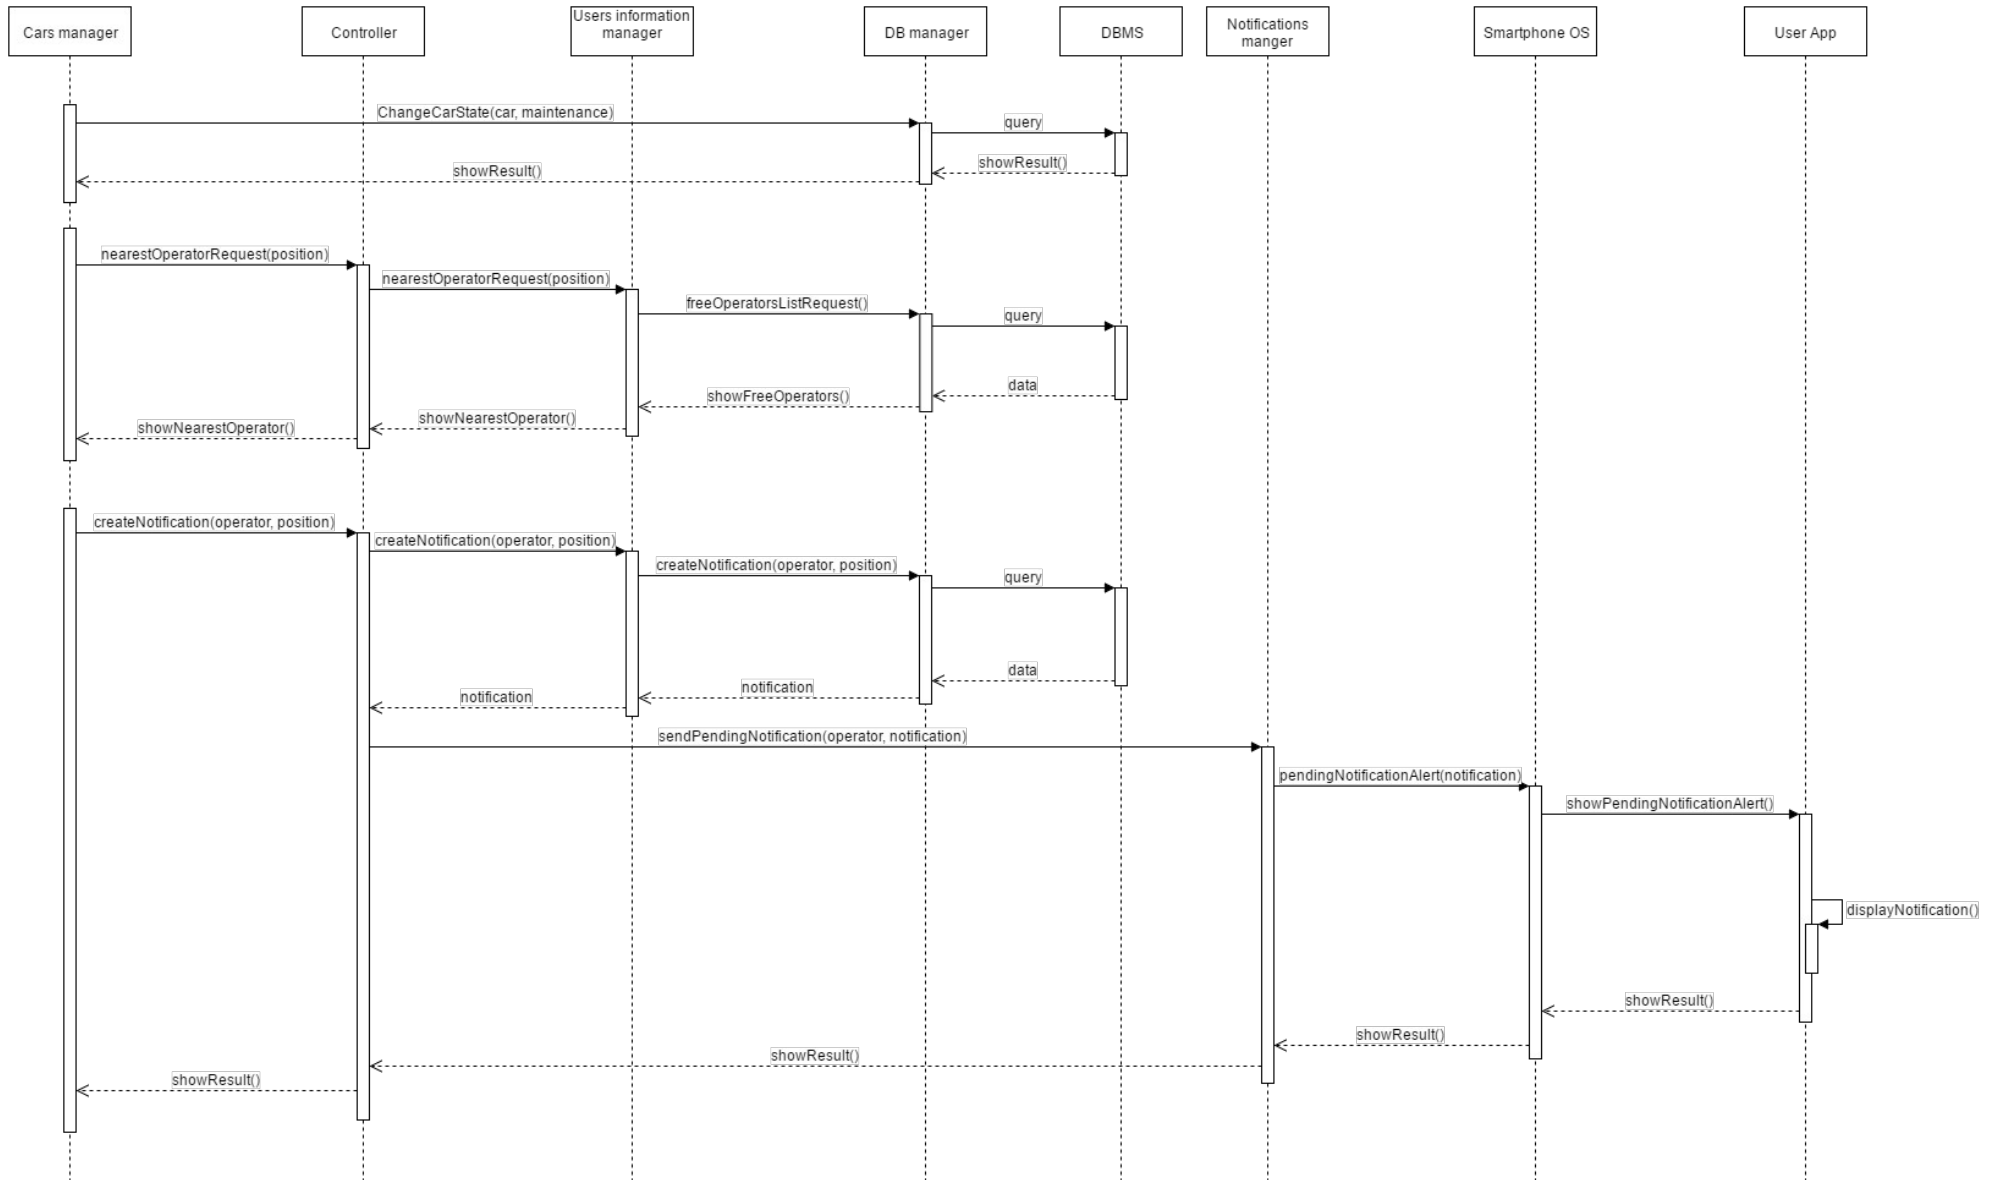 Cars manager
Controller
Users information
manager
DB manager
DBMS
Notifications
manger
Smartphone OS
User App
ChangeCarState(car, maintenance)
query
showResult()
showResult()
nearestOperatorRequest(position)
nearestOperatorRequest(position)
freeOperatorsListRequest()
query
data
showFreeOperators()
showNearestOperator()
showNearestOperator()
createNotification(operator, position)
createNotification(operator, position)
createNotification(operator, position)
query
data
notification
notification
sendPendingNotification(operator, notification)
pendingNotificationAlert(notification)
showPendingNotificationAlert()
displayNotification()
showResult()
showResult()
showResult()
showResult()